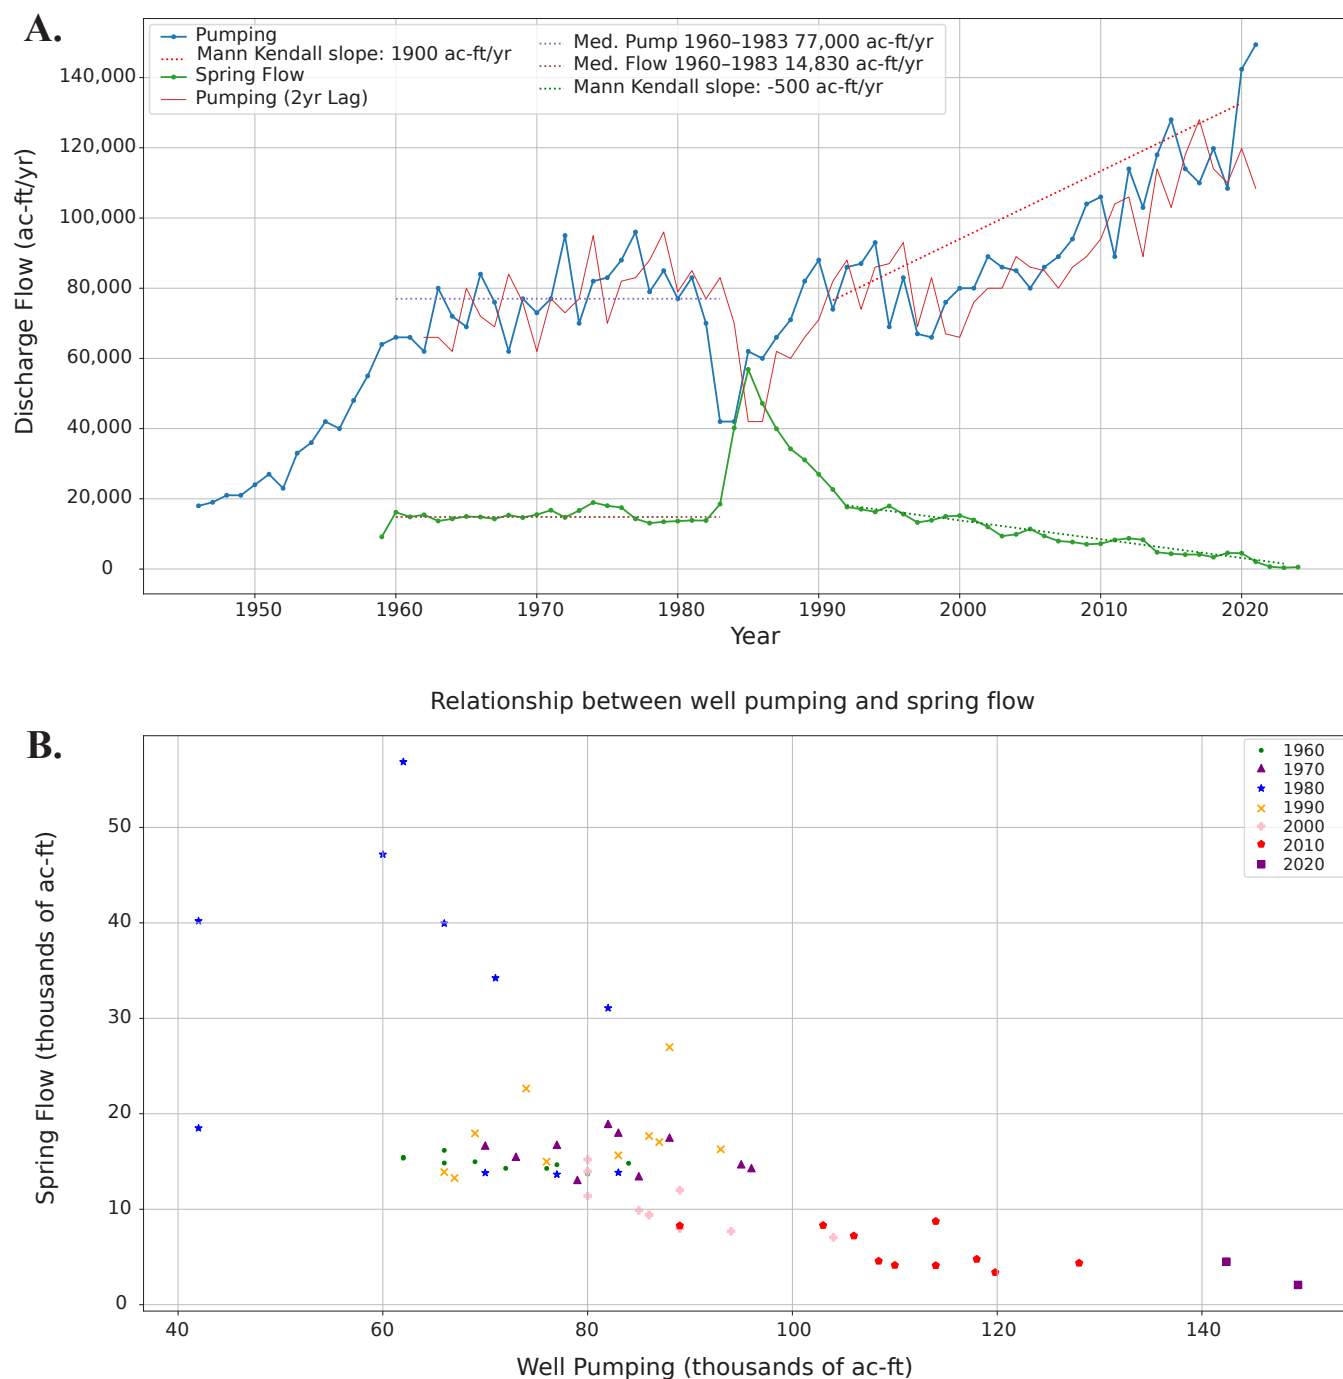 A.
Pumping
Mann Kendall slope: 1900 ac-ft/yr
Spring Flow
Pumping (2yr Lag)
Med. Pump 1960–1983 77,000 ac-ft/yr
Med. Flow 1960–1983 14,830 ac-ft/yr
Mann Kendall slope: -500 ac-ft/yr
Discharge Flow (ac-ft/yr)
140,000
120,000
100,000
80,000
60,000
40,000
20,000
0
1950 1960 1970 1980 1990 2000 2010 2020
Year
Relationship between well pumping and spring flow
B.
1960
1970
1980
1990
2000
2010
2020
Spring Flow (thousands of ac-ft)
50
40
30
20
10
0
40 60 80 100 120 140
Well Pumping (thousands of ac-ft)